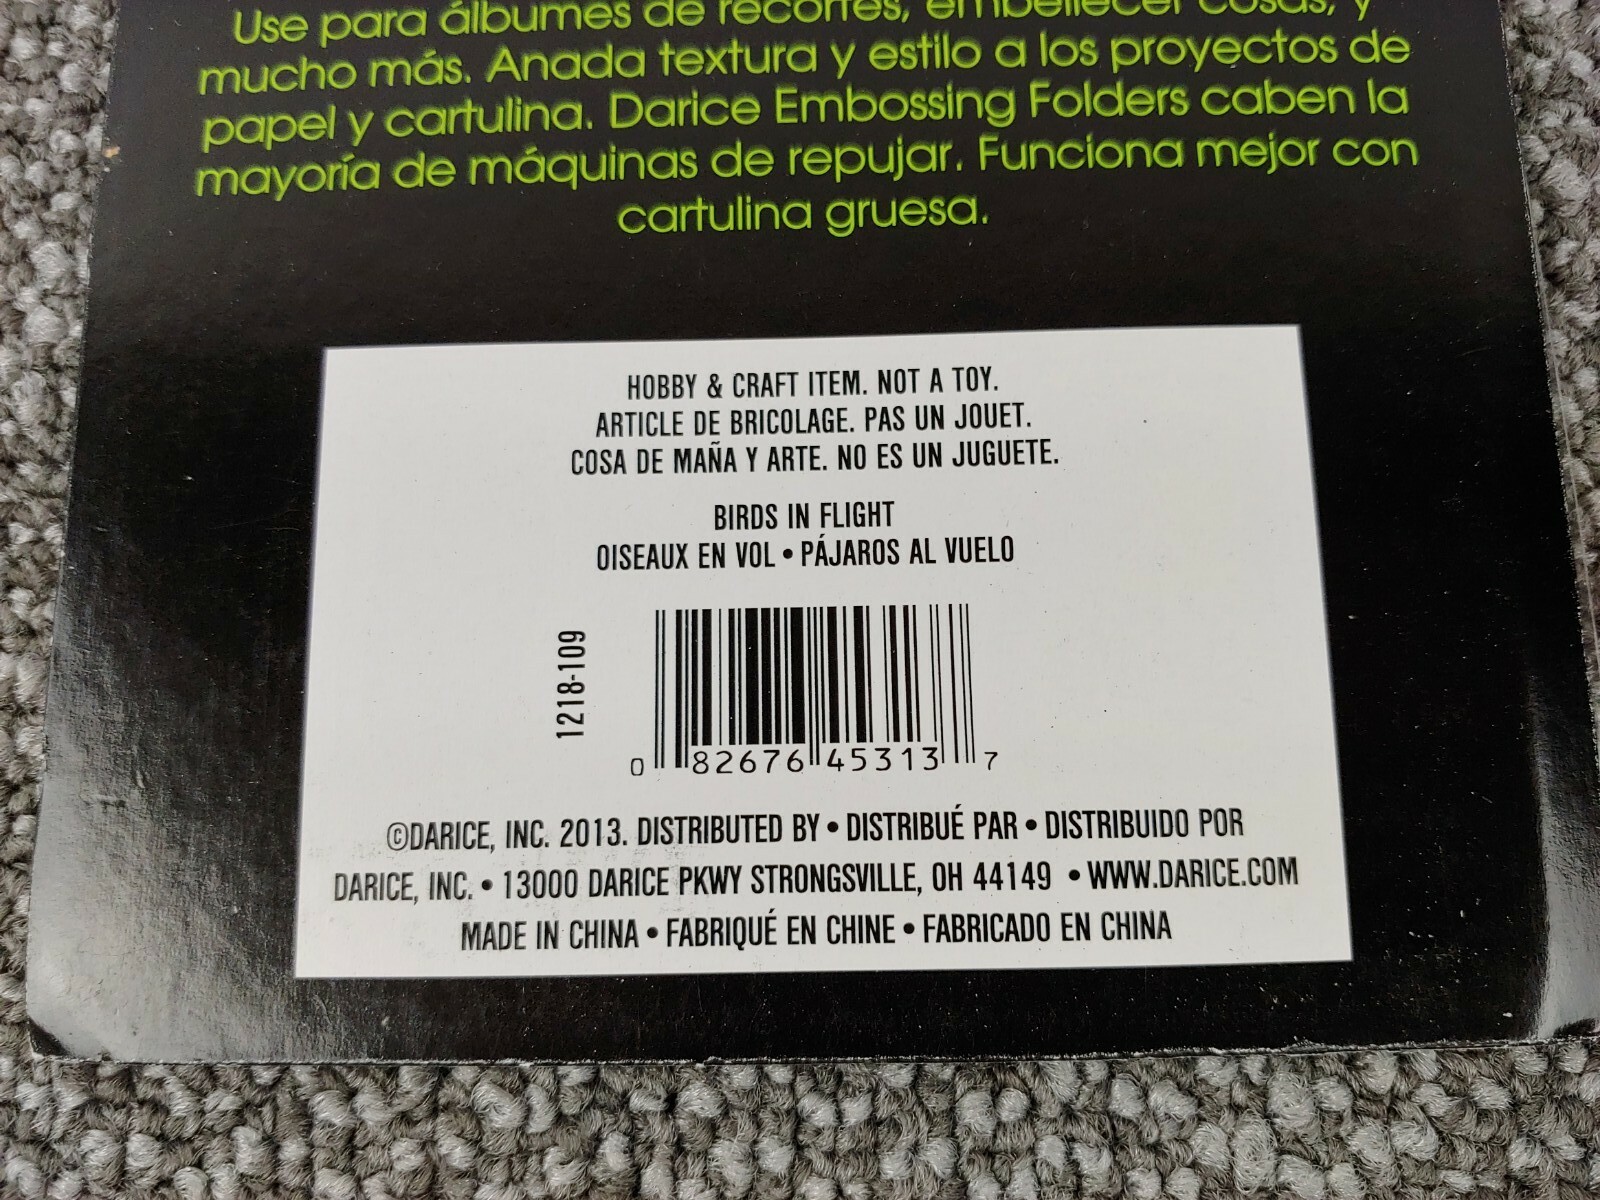 Use para álbumes de recortes, embellecer cosas, y
mucho más. Anada textura y estilo a los proyectos de
papel y cartulina. Darice Embossing Folders caben la
mayoría de máquinas de repujar. Funciona mejor con
cartulina gruesa.
HOBBY & CRAFT ITEM. NOT A TOY.
ARTICLE DE BRICOLAGE. PAS UN JOUET.
COSA DE MAÑA Y ARTE. NO ES UN JUGUETE.
BIRDS IN FLIGHT
OISEAUX EN VOL • PÁJAROS AL VUELO
1218-109
0 82676 45313 7
©DARICE, INC. 2013. DISTRIBUTED BY • DISTRIBUÉ PAR • DISTRIBUIDO POR
DARICE, INC. • 13000 DARICE PKWY STRONGSVILLE, OH 44149 • WWW.DARICE.COM
MADE IN CHINA • FABRIQUÉ EN CHINE • FABRICADO EN CHINA